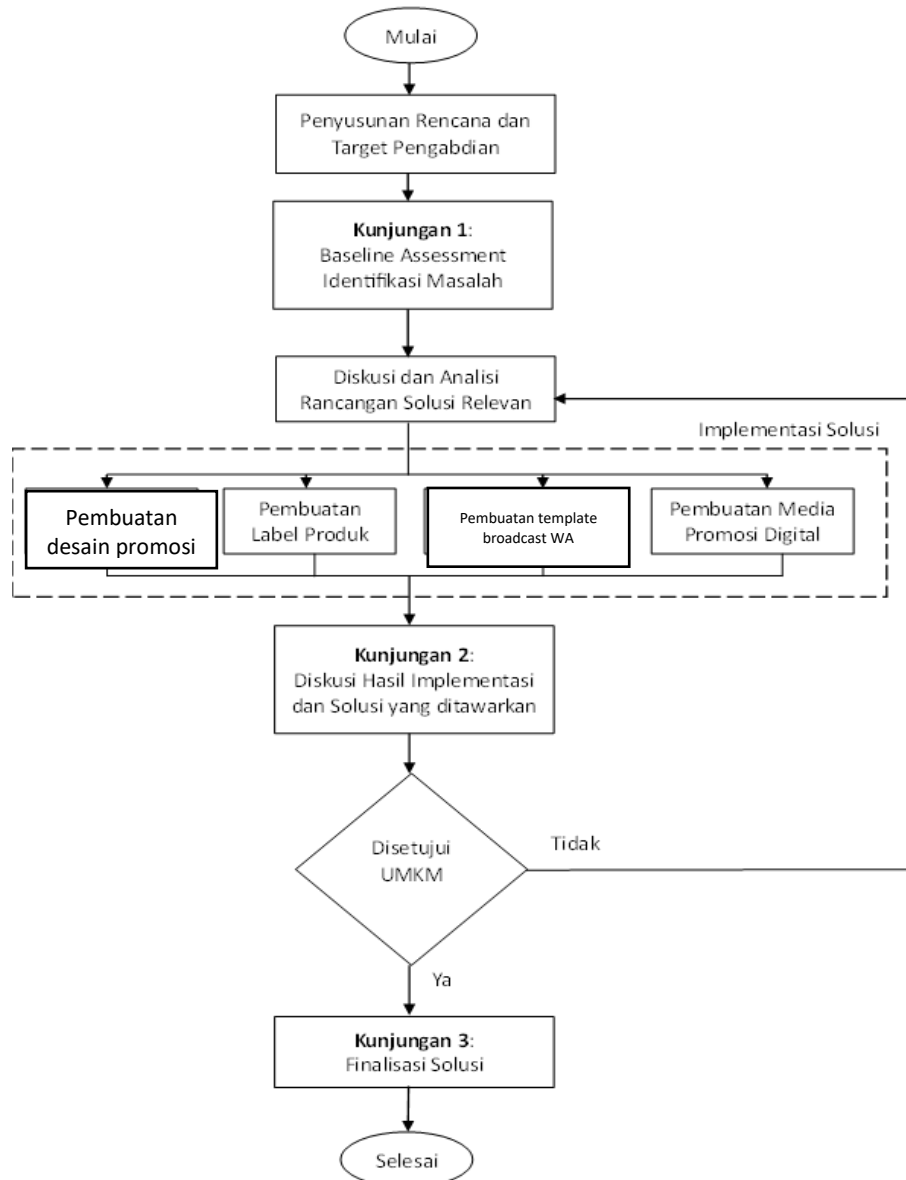 Mulai
Penyusunan Rencana dan
Target Pengabdian
Kunjungan 1:
Baseline Assessment
Identifikasi Masalah
Diskusi dan Analisi
Rancangan Solusi Relevan
Implementasi Solusi
Pembuatan
desain promosi
Pembuatan
Label Produk
Pembuatan template
broadcast WA
Pembuatan Media
Promosi Digital
Kunjungan 2:
Diskusi Hasil Implementasi
dan Solusi yang ditawarkan
Disetujui
UMKM
Tidak
Ya
Kunjungan 3:
Finalisasi Solusi
Selesai